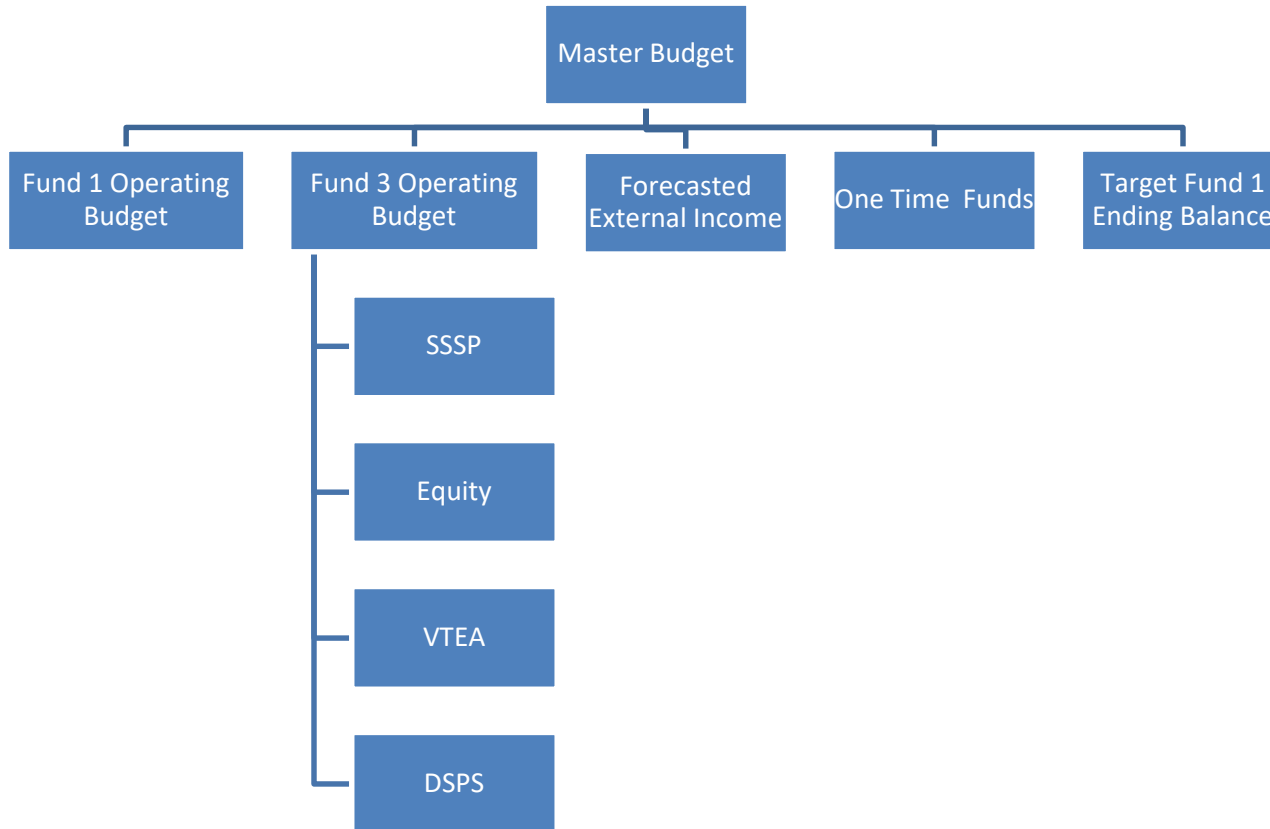 Master Budget
Fund 1 Operating
Budget
Fund 3 Operating
Budget
Forecasted
External Income
One Time  Funds
Target Fund 1
Ending Balance
SSSP
Equity
VTEA
DSPS